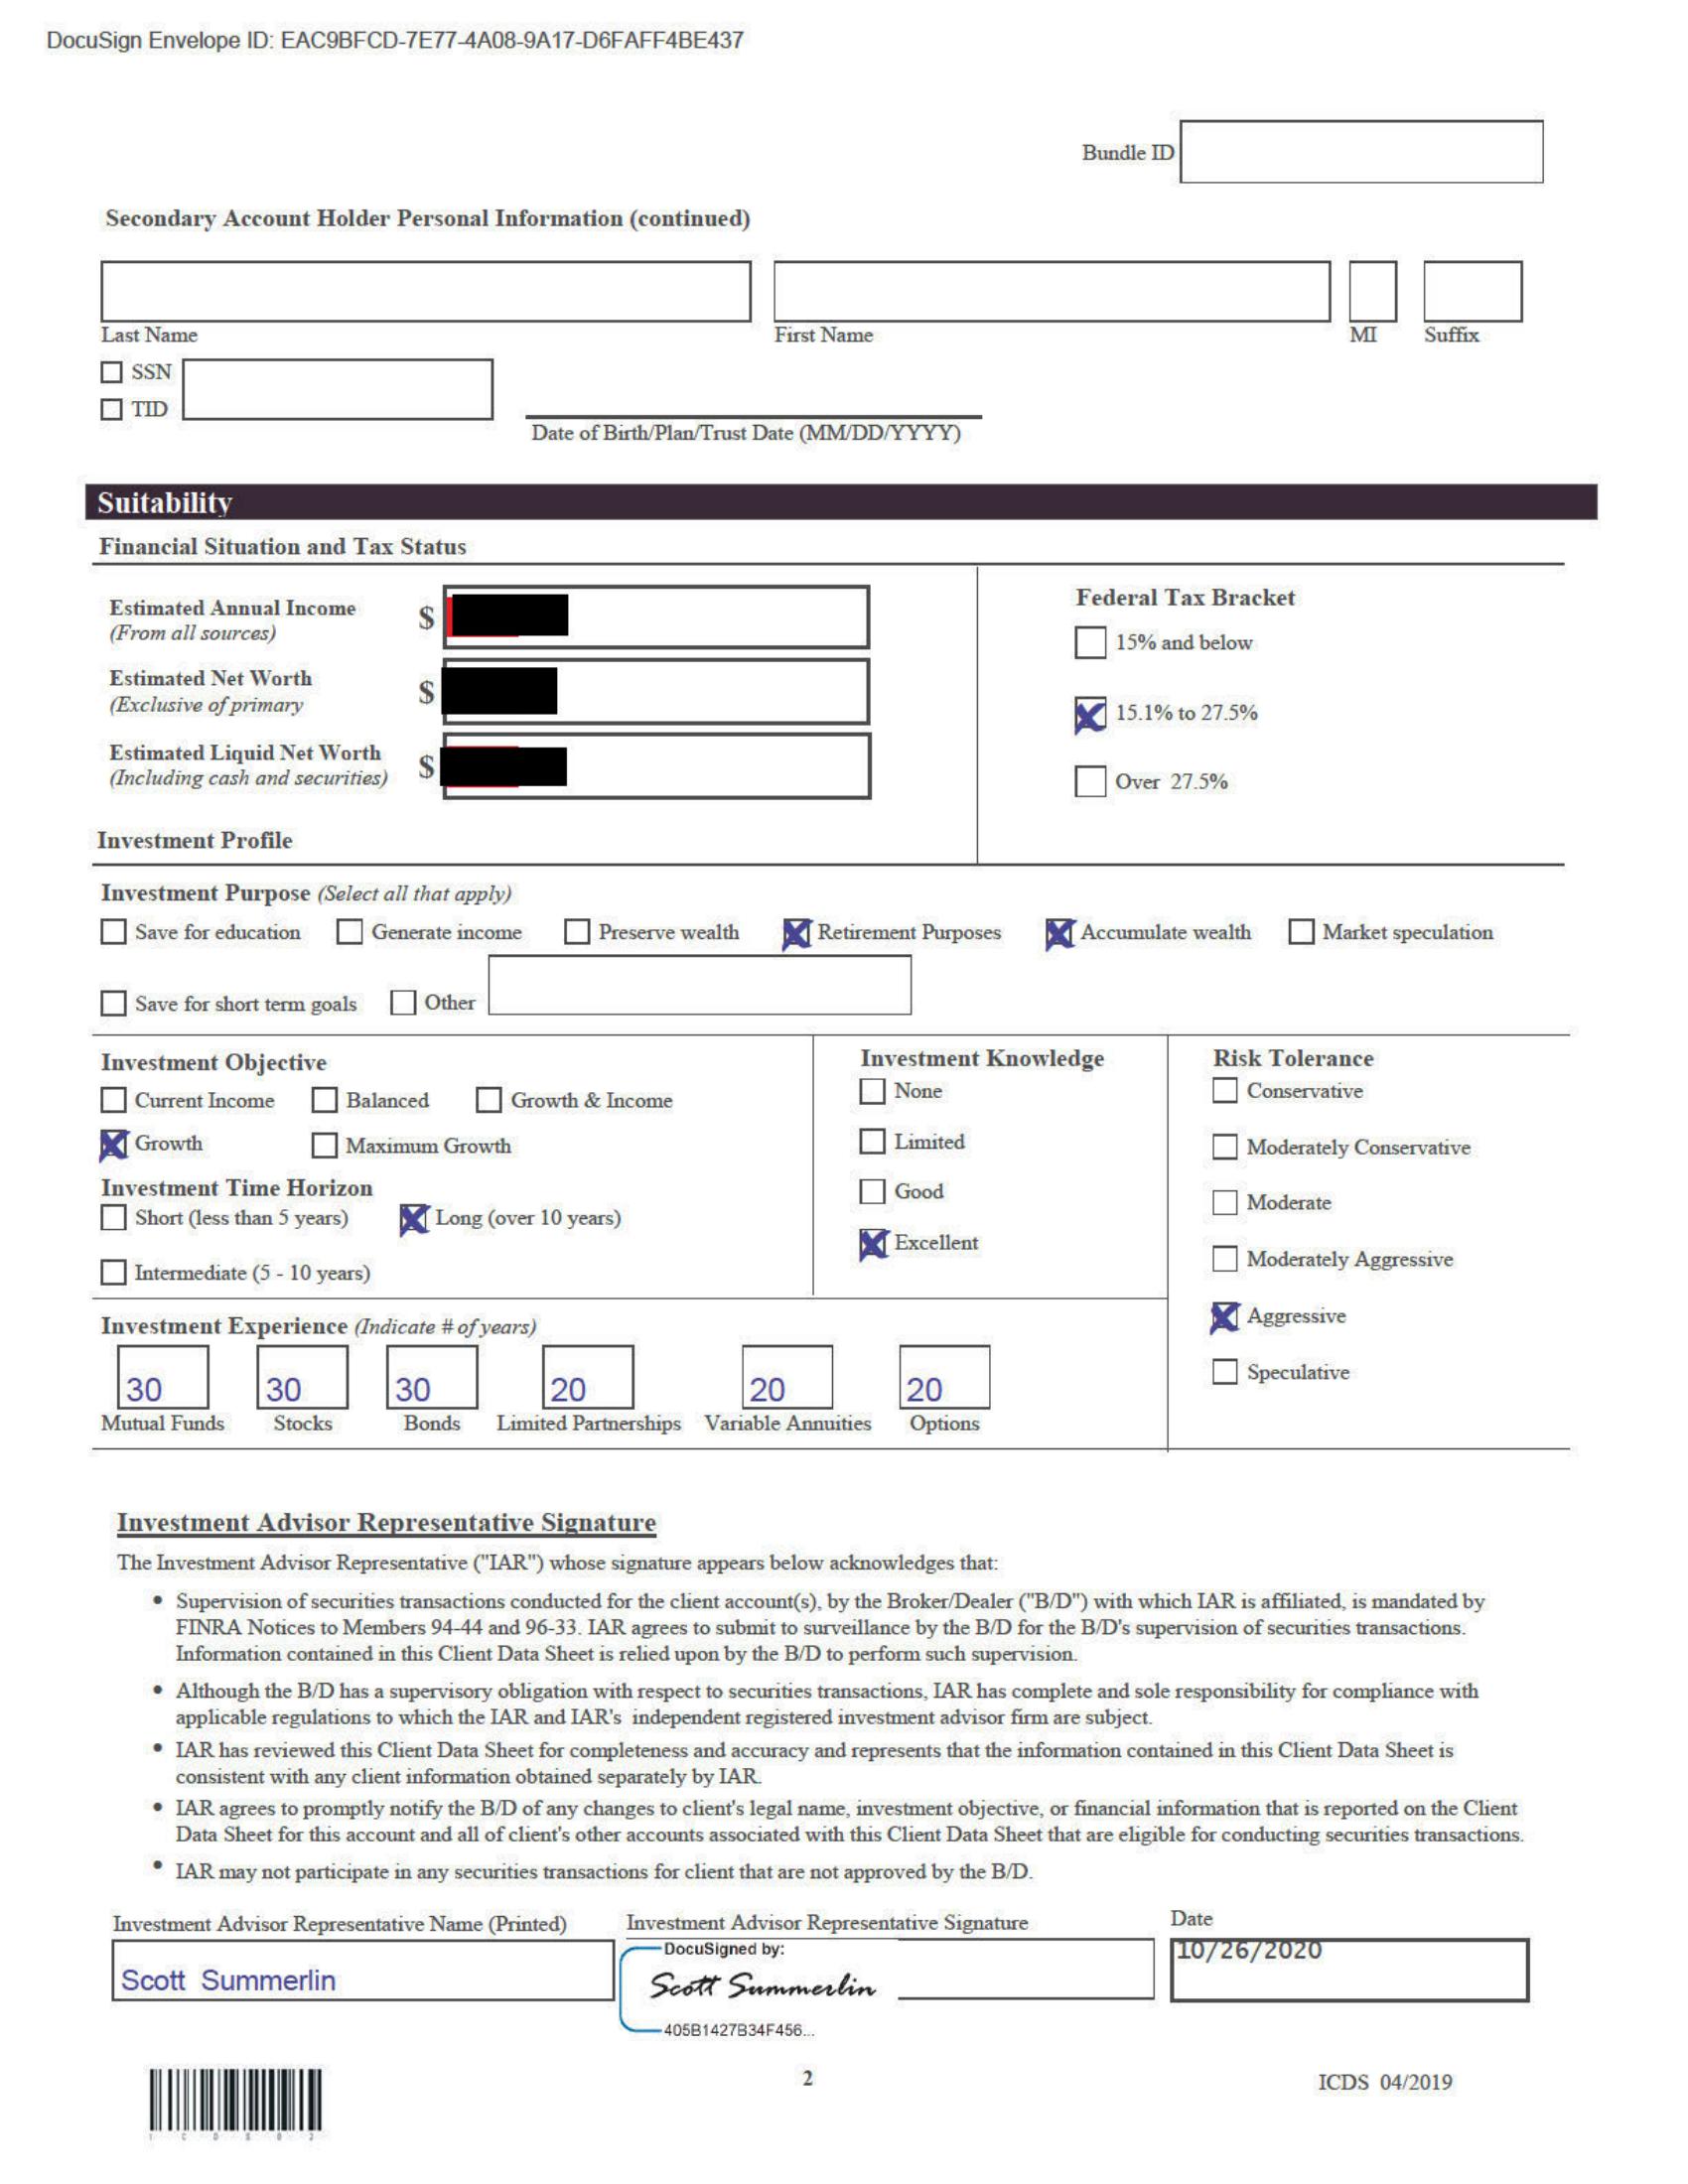 DocuSign Envelope ID: EAC9BFCD-7E77-4A08-9A17-D6FAFF4BE437
Bundle ID
Secondary Account Holder Personal Information (continued)
Last Name First Name MI Suffix
SSN
TID
Date of Birth/Plan/Trust Date (MM/DD/YYYY)
Suitability
Financial Situation and Tax Status
Estimated Annual Income
(From all sources)
$
Estimated Net Worth
(Exclusive of primary
$
Estimated Liquid Net Worth
(Including cash and securities)
$
Federal Tax Bracket
15% and below
15.1% to 27.5%
Over 27.5%
Investment Profile
Investment Purpose (Select all that apply)
Save for education Generate income Preserve wealth Retirement Purposes Accumulate wealth Market speculation
Save for short term goals Other
Investment Objective
Current Income Balanced Growth & Income
Growth Maximum Growth
Investment Time Horizon
Short (less than 5 years) Long (over 10 years)
Intermediate (5 - 10 years)
Investment Knowledge
None
Limited
Good
Excellent
Risk Tolerance
Conservative
Moderately Conservative
Moderate
Moderately Aggressive
Aggressive
Speculative
Investment Experience (Indicate # of years)
30 30 30 20 20 20
Mutual Funds Stocks Bonds Limited Partnerships Variable Annuities Options
Investment Advisor Representative Signature
The Investment Advisor Representative ("IAR") whose signature appears below acknowledges that:
• Supervision of securities transactions conducted for the client account(s), by the Broker/Dealer ("B/D") with which IAR is affiliated, is mandated by
FINRA Notices to Members 94-44 and 96-33. IAR agrees to submit to surveillance by the B/D for the B/D's supervision of securities transactions.
Information contained in this Client Data Sheet is relied upon by the B/D to perform such supervision.
• Although the B/D has a supervisory obligation with respect to securities transactions, IAR has complete and sole responsibility for compliance with
applicable regulations to which the IAR and IAR's independent registered investment advisor firm are subject.
• IAR has reviewed this Client Data Sheet for completeness and accuracy and represents that the information contained in this Client Data Sheet is
consistent with any client information obtained separately by IAR.
• IAR agrees to promptly notify the B/D of any changes to client's legal name, investment objective, or financial information that is reported on the Client
Data Sheet for this account and all of client's other accounts associated with this Client Data Sheet that are eligible for conducting securities transactions.
• IAR may not participate in any securities transactions for client that are not approved by the B/D.
Investment Advisor Representative Name (Printed) Investment Advisor Representative Signature Date
Scott Summerlin
DocuSigned by:
Scott Summerlin
405B1427B34F456...
10/26/2020
I C D S 0 2
2
ICDS 04/2019